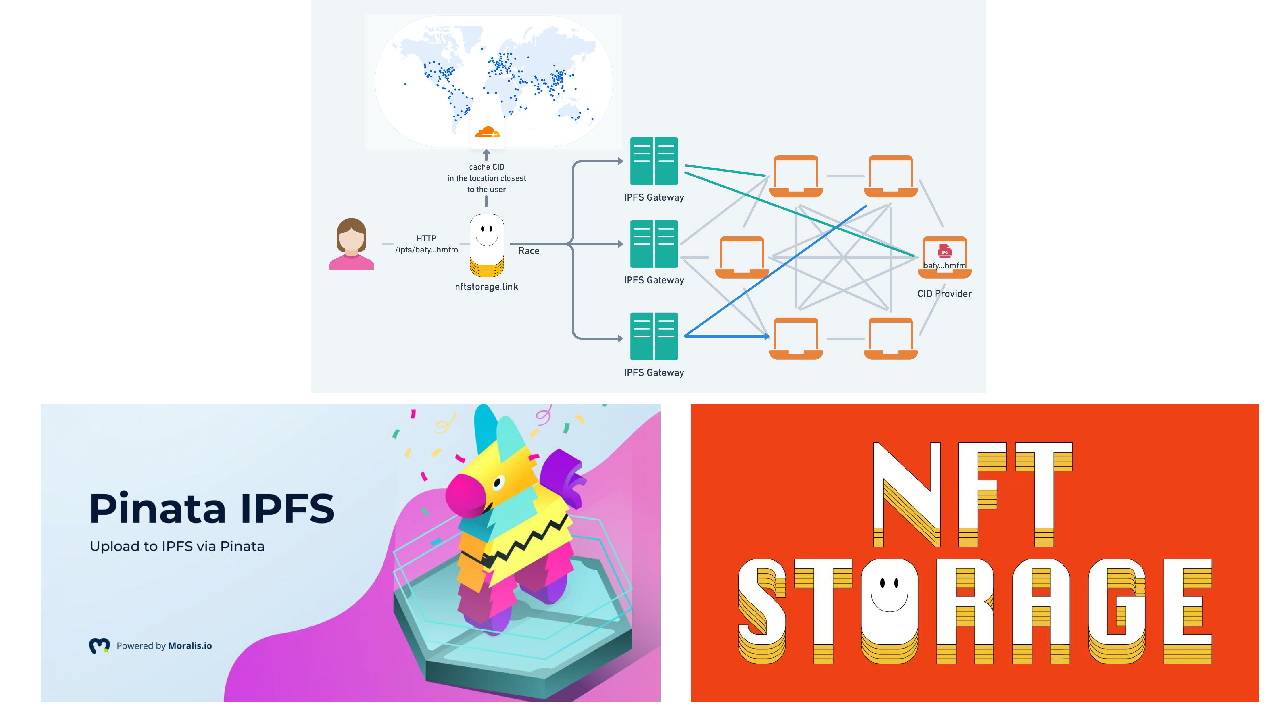 cache CID
in the location closest
to the user
IPFS Gateway
HTTP
/ipfs/bafy...hmfm
Race
nftstorage.link
IPFS Gateway
bafy...hmfm
CID Provider
IPFS Gateway
Pinata IPFS
Upload to IPFS via Pinata
Powered by Moralis.io
NFT
STORAGE